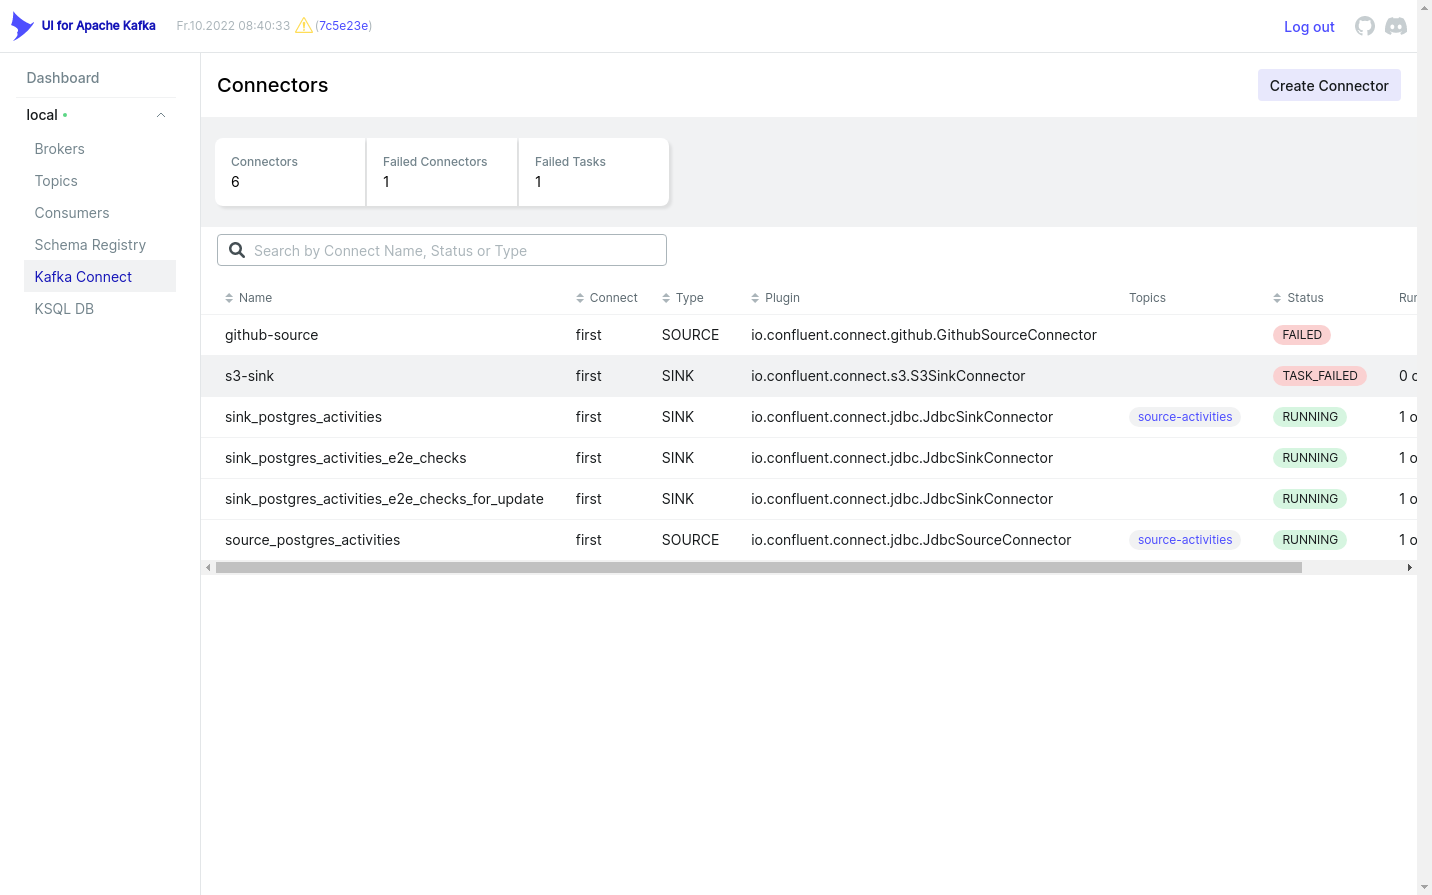 UI for Apache Kafka Fr.10.2022 08:40:33 (7c5e23e) Log out
Dashboard
local
Brokers
Topics
Consumers
Schema Registry
Kafka Connect
KSQL DB
Connectors Create Connector
Connectors Failed Connectors Failed Tasks
6 1 1
Search by Connect Name, Status or Type
Name Connect Type Plugin Topics Status Rur
github-source first SOURCE io.confluent.connect.github.GithubSourceConnector FAILED
s3-sink first SINK io.confluent.connect.s3.S3SinkConnector TASK_FAILED 0 o
sink_postgres_activities first SINK io.confluent.connect.jdbc.JdbcSinkConnector source-activities RUNNING 1 o
sink_postgres_activities_e2e_checks first SINK io.confluent.connect.jdbc.JdbcSinkConnector RUNNING 1 o
sink_postgres_activities_e2e_checks_for_update first SINK io.confluent.connect.jdbc.JdbcSinkConnector RUNNING 1 o
source_postgres_activities first SOURCE io.confluent.connect.jdbc.JdbcSourceConnector source-activities RUNNING 1 o